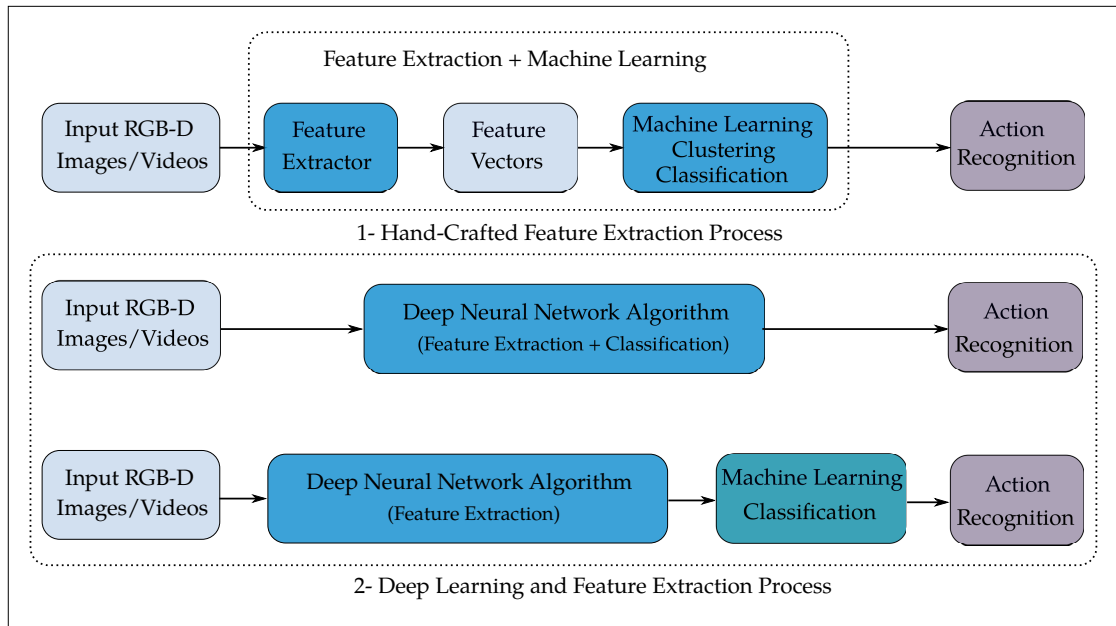 Feature Extraction + Machine Learning
Input RGB-D
Images/Videos
Feature
Extractor
Feature
Vectors
Machine Learning
Clustering
Classification
Action
Recognition
1- Hand-Crafted Feature Extraction Process
Input RGB-D
Images/Videos
Deep Neural Network Algorithm
(Feature Extraction + Classification)
Action
Recognition
Input RGB-D
Images/Videos
Deep Neural Network Algorithm
(Feature Extraction)
Machine Learning
Classification
Action
Recognition
2- Deep Learning and Feature Extraction Process